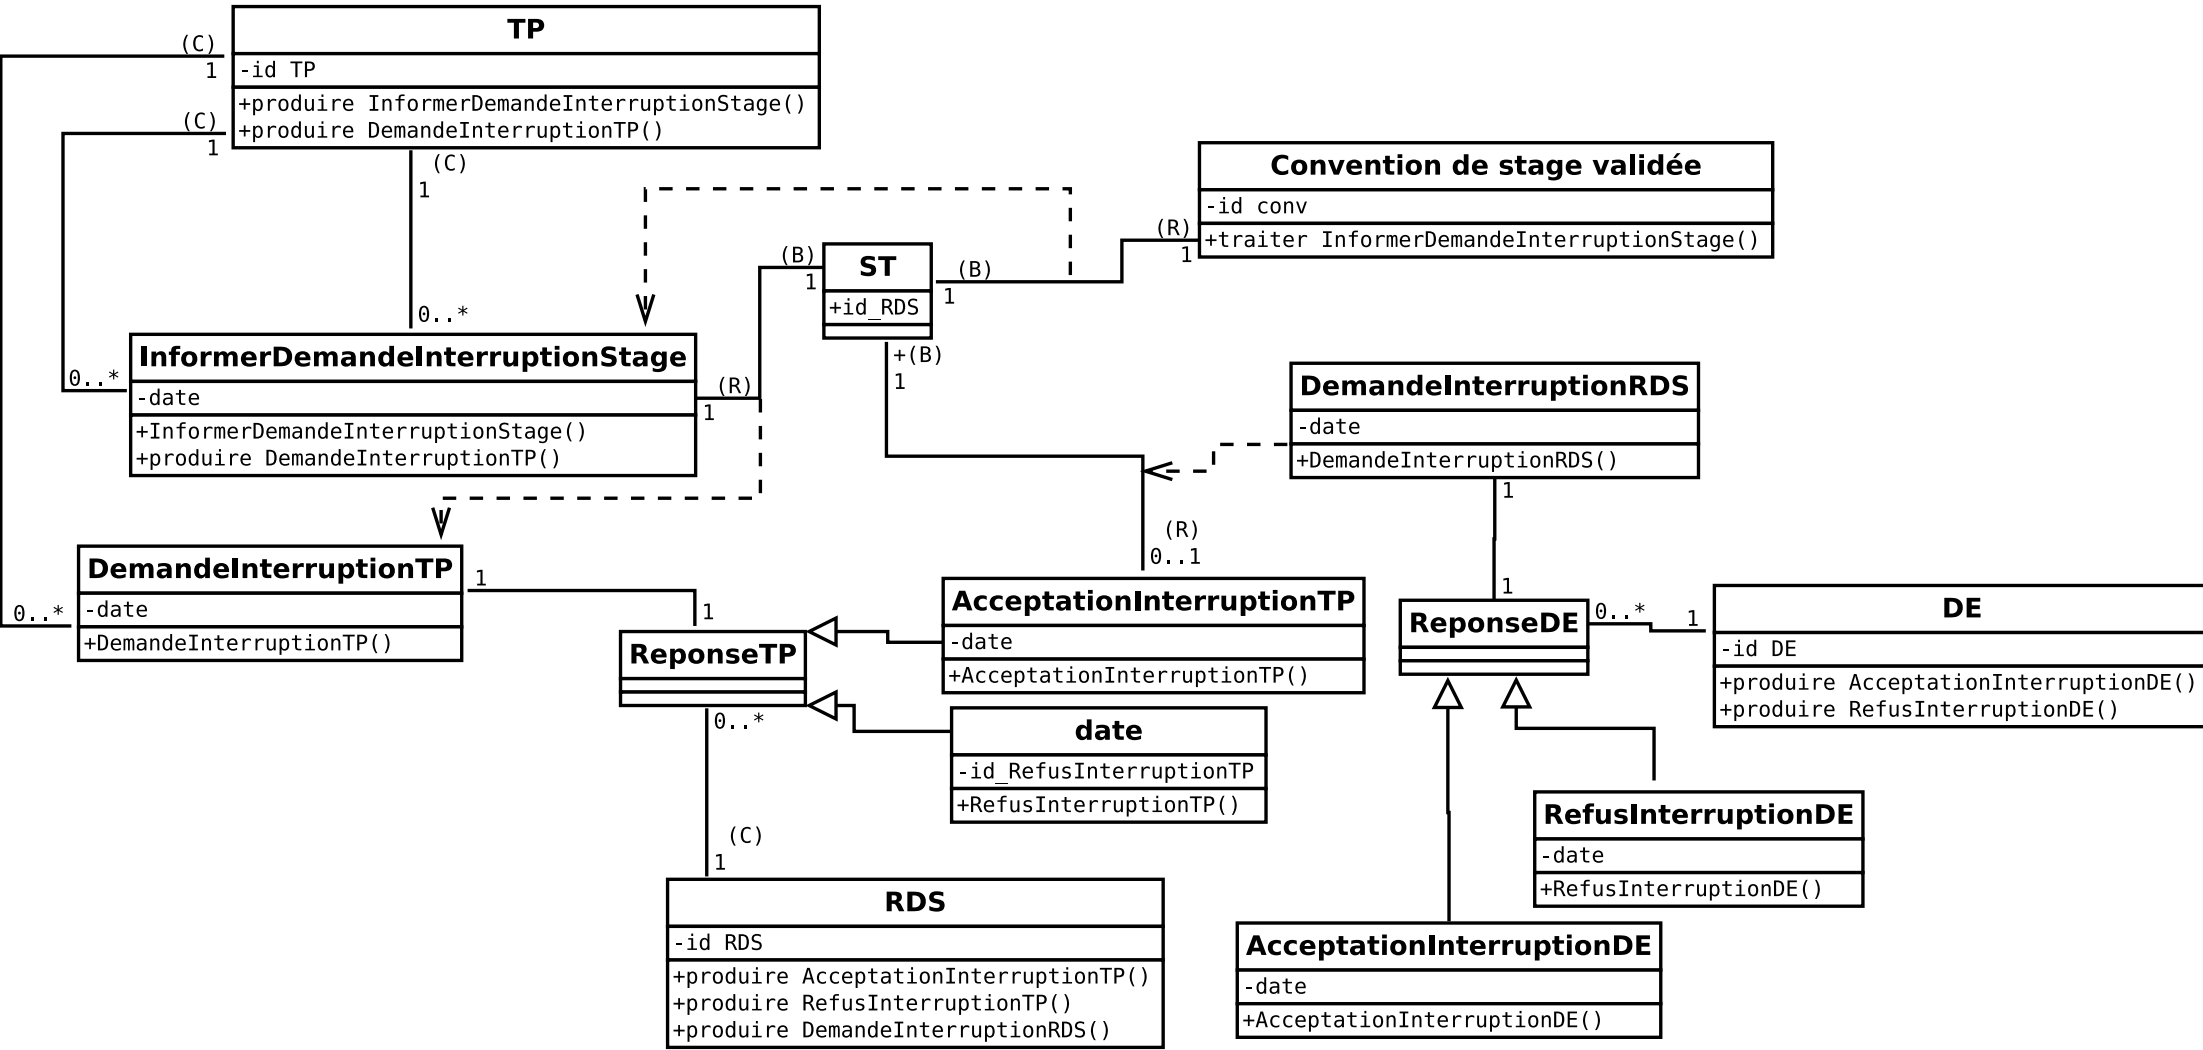 TP
-id TP
+produire InformerDemandeInterruptionStage()
+produire DemandeInterruptionTP()
(C)
1
(C)
1
(C)
1
0..*
0..*
0..*
Convention de stage validée
-id conv
+traiter InformerDemandeInterruptionStage()
(R)
1
ST
+id_RDS
(B)
1
(B)
1
+(B)
1
InformerDemandeInterruptionStage
-date
+InformerDemandeInterruptionStage()
+produire DemandeInterruptionTP()
(R)
1
DemandeInterruptionRDS
-date
+DemandeInterruptionRDS()
1
1
(R)
0..1
DemandeInterruptionTP
-date
+DemandeInterruptionTP()
1
1
ReponseTP
0..*
AcceptationInterruptionTP
-date
+AcceptationInterruptionTP()
date
-id_RefusInterruptionTP
+RefusInterruptionTP()
ReponseDE
0..*
1
DE
-id DE
+produire AcceptationInterruptionDE()
+produire RefusInterruptionDE()
RefusInterruptionDE
-date
+RefusInterruptionDE()
(C)
1
RDS
-id RDS
+produire AcceptationInterruptionTP()
+produire RefusInterruptionTP()
+produire DemandeInterruptionRDS()
AcceptationInterruptionDE
-date
+AcceptationInterruptionDE()